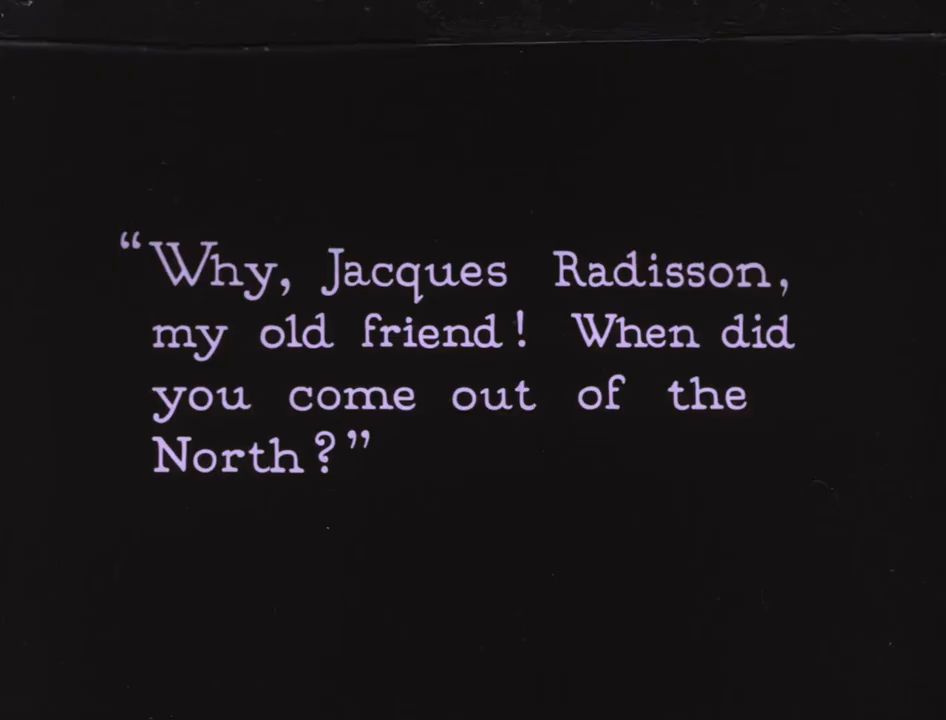 “Why, Jacques Radisson,
my old friend! When did
you come out of the
North?”